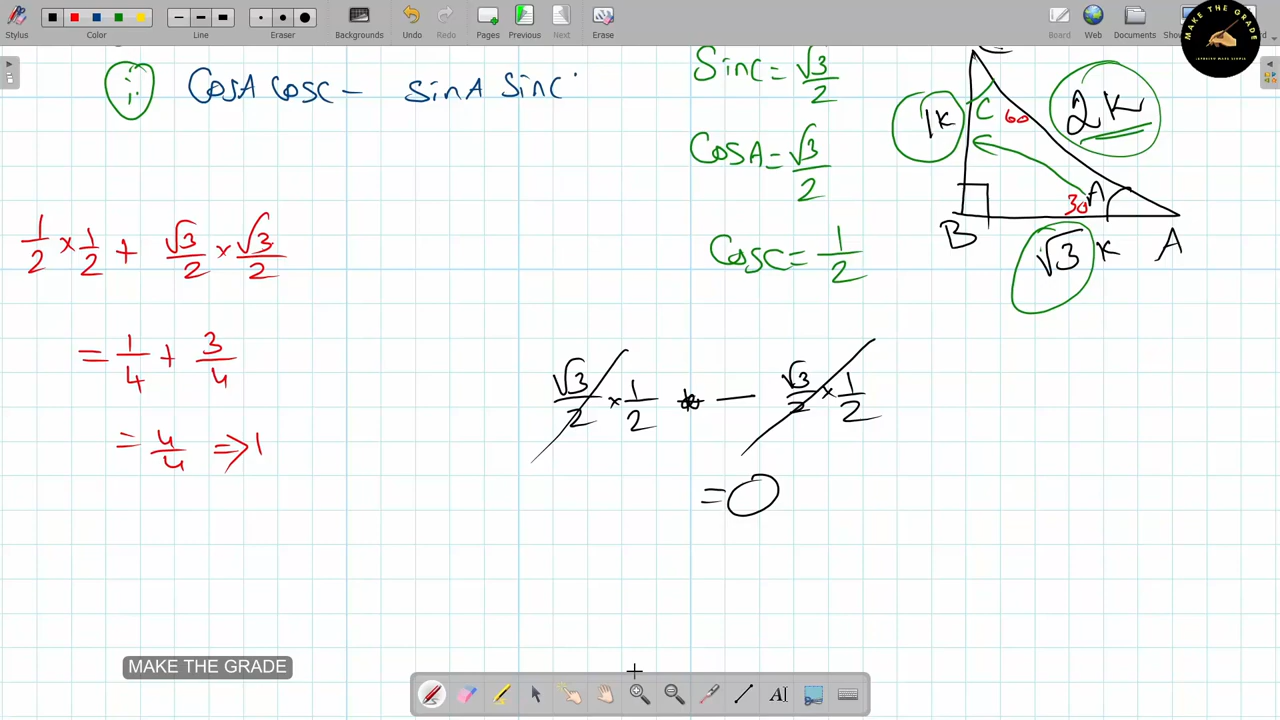 Stylus
Color
Line
Eraser
Backgrounds
Undo
Redo
Pages
Previous
Next
Erase
Board
Web
Documents
MAKE THE GRADE
i CosA CosC - sinA SinC
SinC = √3/2
CosA = √3/2
CosC = 1/2
1K
C
60
2K
30
A
B
√3 K
A
1/2 × 1/2 + √3/2 × √3/2
= 1/4 + 3/4
= 4/4 => 1
√3/2 × 1/2 - √3/2 × 1/2
= 0
MAKE THE GRADE